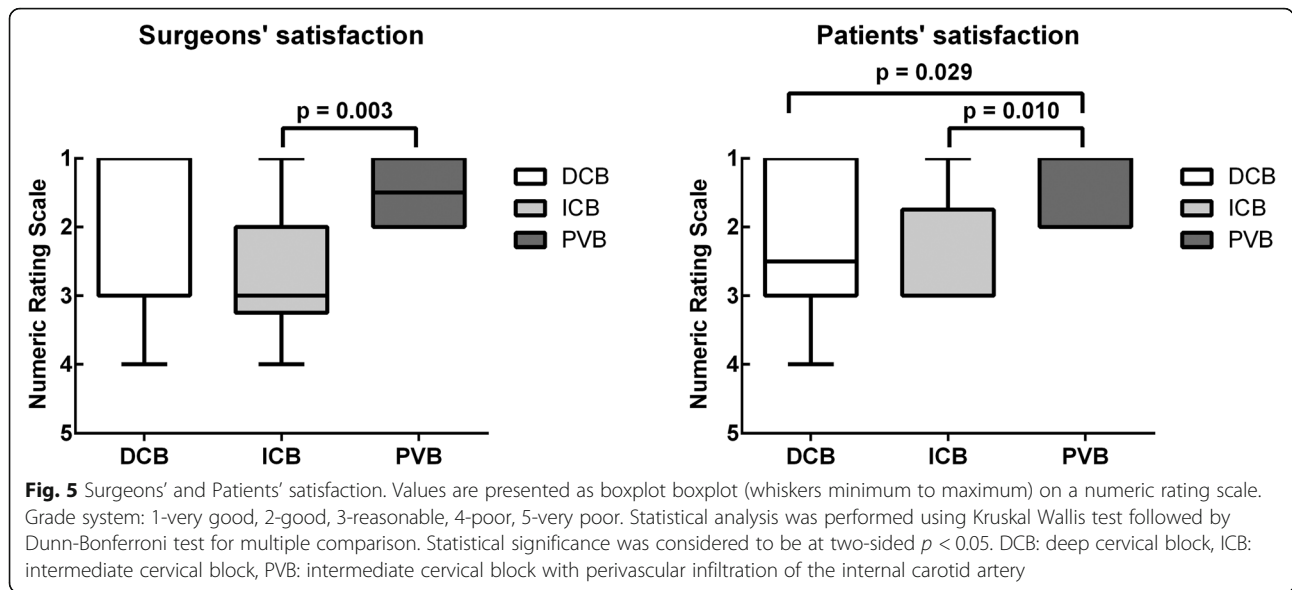 Surgeons' satisfaction
p = 0.003
Numeric Rating Scale
1
2
3
4
5
DCB
ICB
PVB
DCB
ICB
PVB
Patients' satisfaction
p = 0.029
p = 0.010
Numeric Rating Scale
1
2
3
4
5
DCB
ICB
PVB
DCB
ICB
PVB
Fig. 5 Surgeons’ and Patients’ satisfaction. Values are presented as boxplot boxplot (whiskers minimum to maximum) on a numeric rating scale.
Grade system: 1-very good, 2-good, 3-reasonable, 4-poor, 5-very poor. Statistical analysis was performed using Kruskal Wallis test followed by
Dunn-Bonferroni test for multiple comparison. Statistical significance was considered to be at two-sided p < 0.05. DCB: deep cervical block, ICB:
intermediate cervical block, PVB: intermediate cervical block with perivascular infiltration of the internal carotid artery